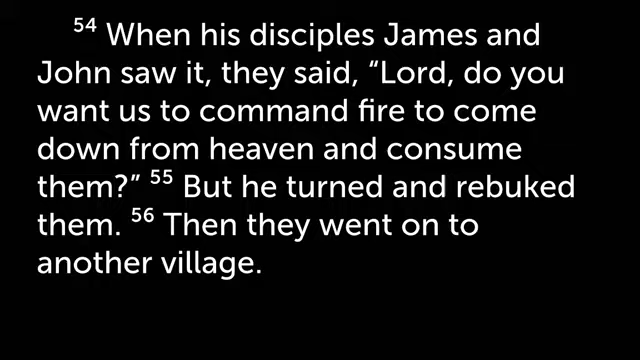 54 When his disciples James and
John saw it, they said, “Lord, do you
want us to command fire to come
down from heaven and consume
them?” 55 But he turned and rebuked
them. 56 Then they went on to
another village.